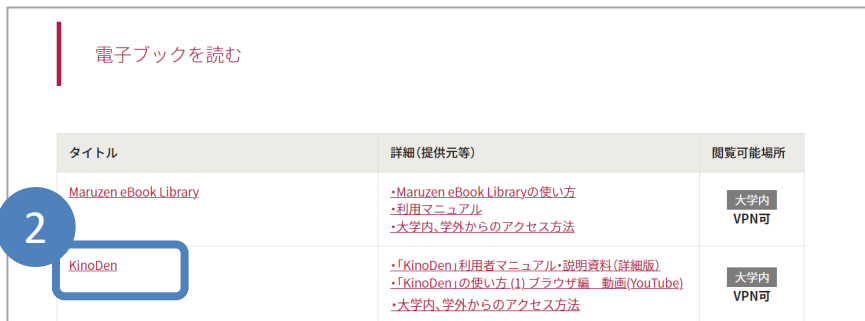 電子ブックを読む
タイトル
詳細(提供元等)
閲覧可能場所
Maruzen eBook Library
・Maruzen eBook Libraryの使い方
・利用マニュアル
・大学内、学外からのアクセス方法
大学内
VPN可
2
KinoDen
・「KinoDen」利用者マニュアル・説明資料(詳細版)
・「KinoDen」の使い方 (1) ブラウザ編　動画(YouTube)
・大学内、学外からのアクセス方法
大学内
VPN可